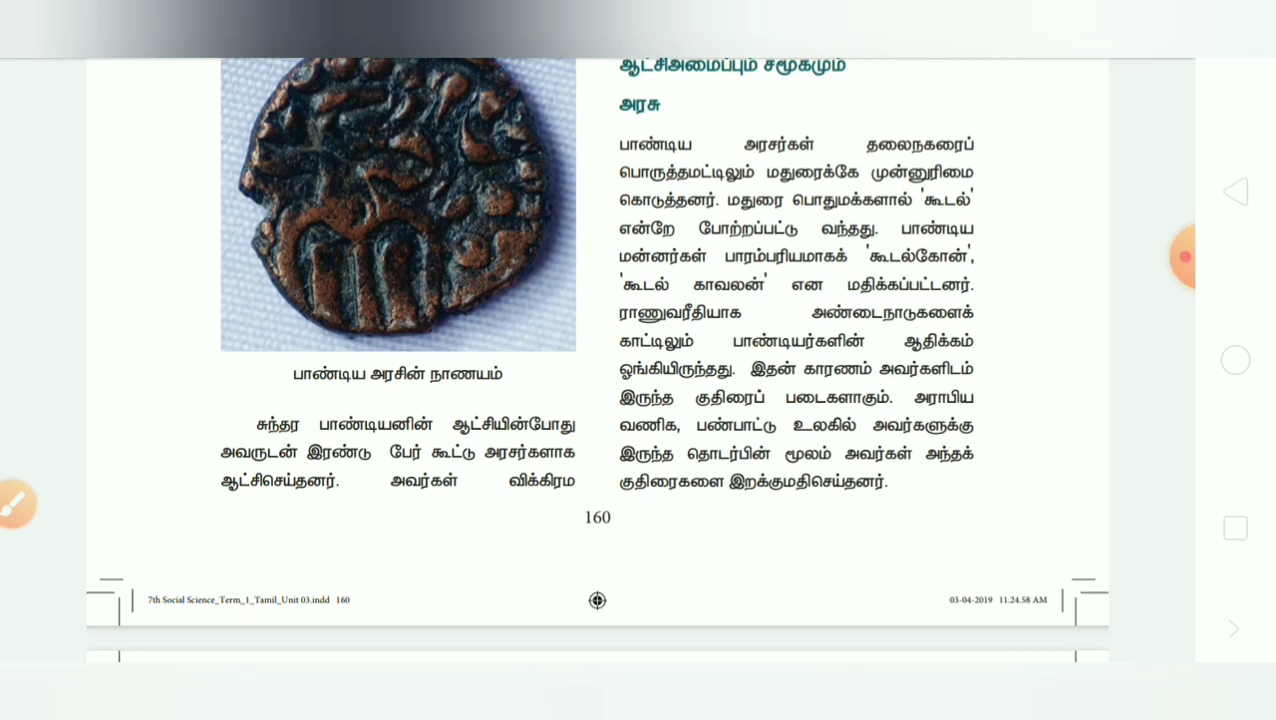 பாண்டிய அரசின் நாணயம்
சுந்தர பாண்டியனின் ஆட்சியின்போது
அவருடன் இரண்டு பேர் கூட்டு அரசர்களாக
ஆட்சிசெய்தனர். அவர்கள் விக்கிரம
ஆட்சிஅமைப்பும் சமூகமும்
அரசு
பாண்டிய அரசர்கள் தலைநகரைப்
பொருத்தமட்டிலும் மதுரைக்கே முன்னுரிமை
கொடுத்தனர். மதுரை பொதுமக்களால் 'கூடல்'
என்றே போற்றப்பட்டு வந்தது. பாண்டிய
மன்னர்கள் பாரம்பரியமாகக் 'கூடல்கோன்',
'கூடல் காவலன்' என மதிக்கப்பட்டனர்.
ராணுவரீதியாக அண்டைநாடுகளைக்
காட்டிலும் பாண்டியர்களின் ஆதிக்கம்
ஓங்கியிருந்தது. இதன் காரணம் அவர்களிடம்
இருந்த குதிரைப் படைகளாகும். அராபிய
வணிக, பண்பாட்டு உலகில் அவர்களுக்கு
இருந்த தொடர்பின் மூலம் அவர்கள் அந்தக்
குதிரைகளை இறக்குமதிசெய்தனர்.
160
7th Social Science_Term_1_Tamil_Unit 03.indd 160
03-04-2019 11.24.58 AM